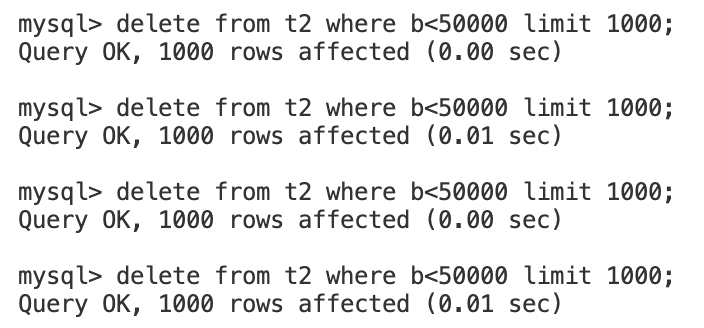 mysql> delete from t2 where b<50000 limit 1000;
Query OK, 1000 rows affected (0.00 sec)
mysql> delete from t2 where b<50000 limit 1000;
Query OK, 1000 rows affected (0.01 sec)
mysql> delete from t2 where b<50000 limit 1000;
Query OK, 1000 rows affected (0.00 sec)
mysql> delete from t2 where b<50000 limit 1000;
Query OK, 1000 rows affected (0.01 sec)